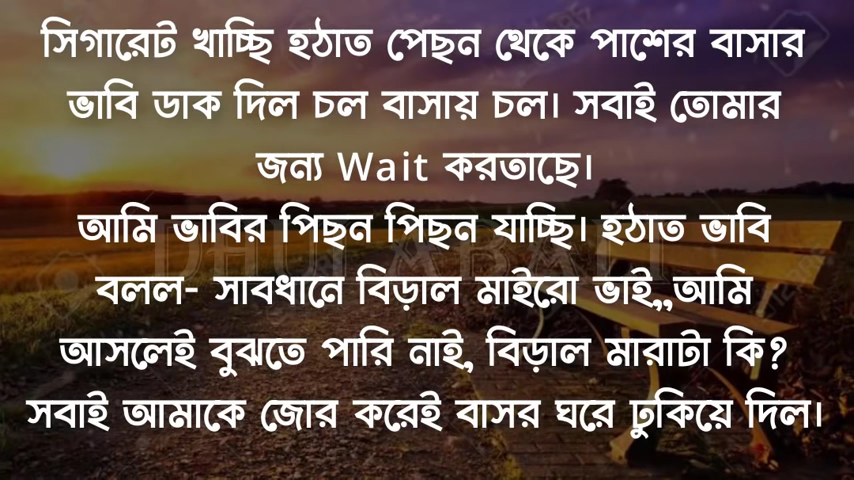 সিগারেট খাচ্ছি হঠাত পেছন থেকে পাশের বাসার
ভাবি ডাক দিল চল বাসায় চল। সবাই তোমার
জন্য Wait করতাছে।
আমি ভাবির পিছন পিছন যাচ্ছি। হঠাত ভাবি
বলল- সাবধানে বিড়াল মাইরো ভাই,,আমি
আসলেই বুঝতে পারি নাই, বিড়াল মারাটা কি?
সবাই আমাকে জোর করেই বাসর ঘরে ঢুকিয়ে দিল।